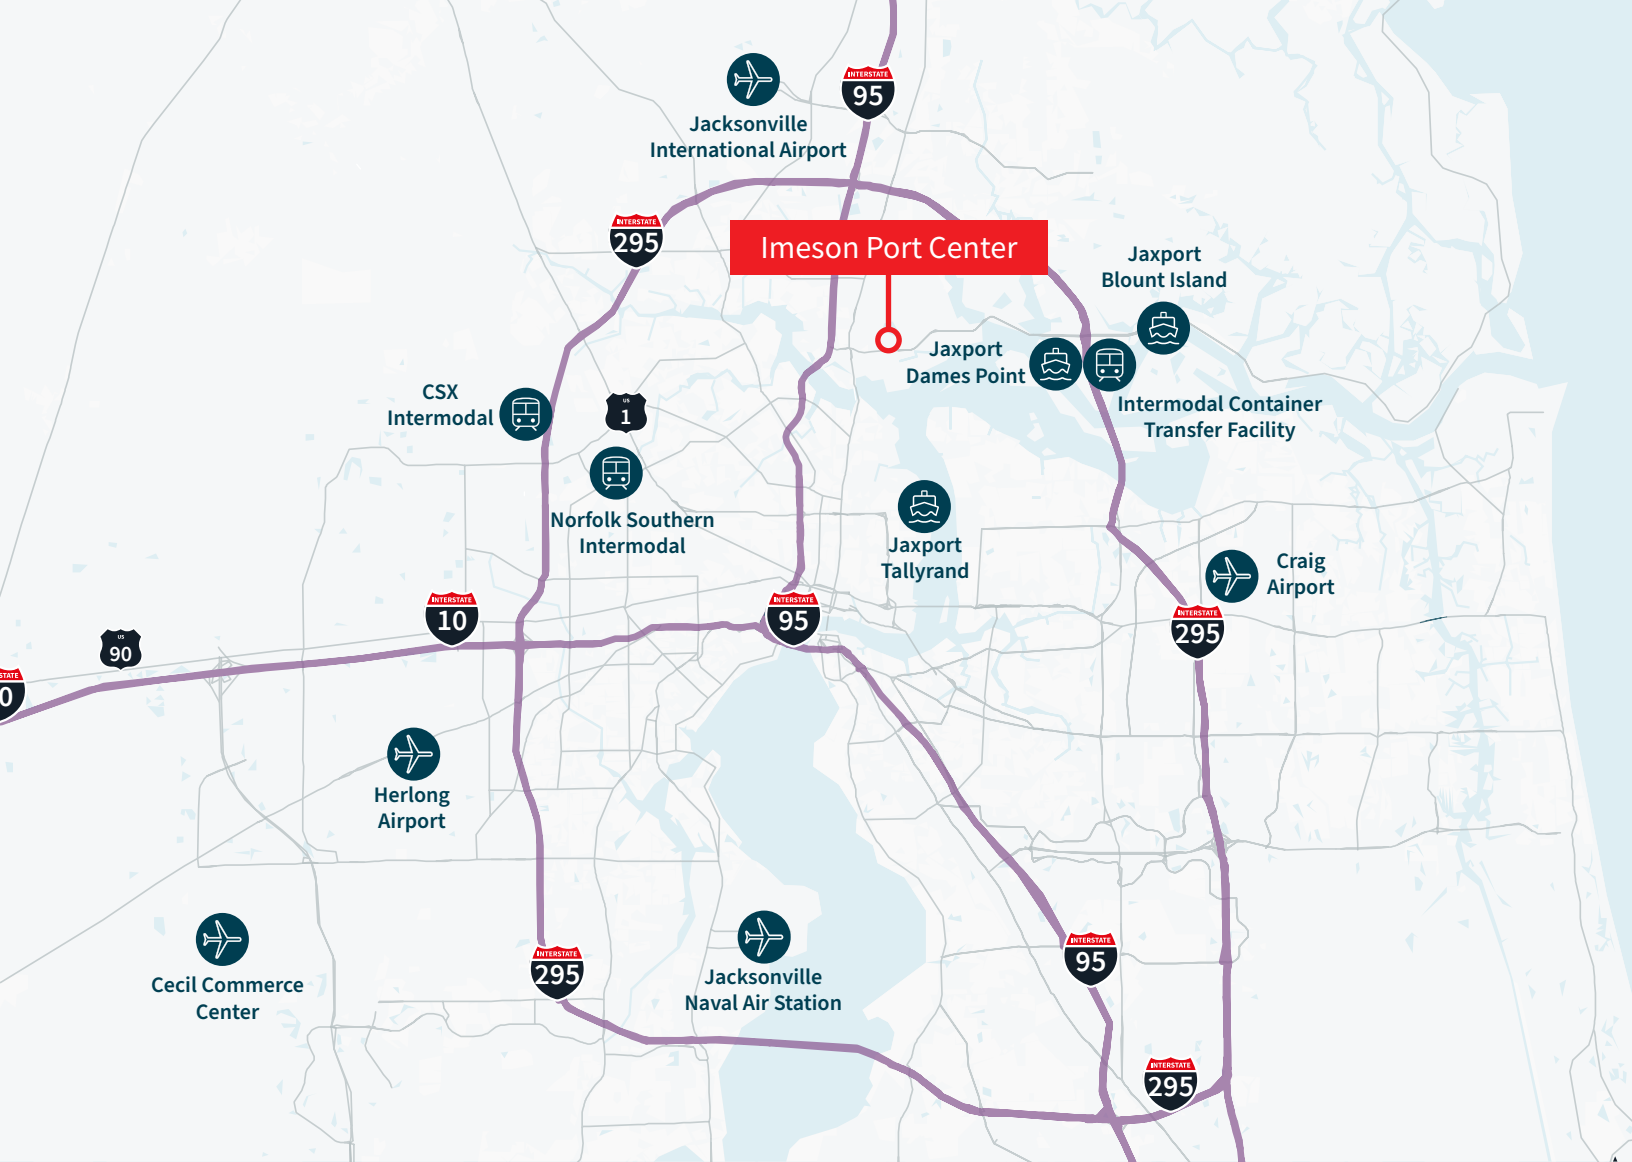 INTERSTATE
95
Jacksonville
International Airport
INTERSTATE
295
Imeson Port Center
Jaxport
Blount Island
Jaxport
Dames Point
CSX
Intermodal
US
1
Intermodal Container
Transfer Facility
Norfolk Southern
Intermodal
Jaxport
Tallyrand
Craig
Airport
INTERSTATE
10
INTERSTATE
95
INTERSTATE
295
US
90
STATE
0
Herlong
Airport
INTERSTATE
95
INTERSTATE
295
Cecil Commerce
Center
Jacksonville
Naval Air Station
INTERSTATE
295